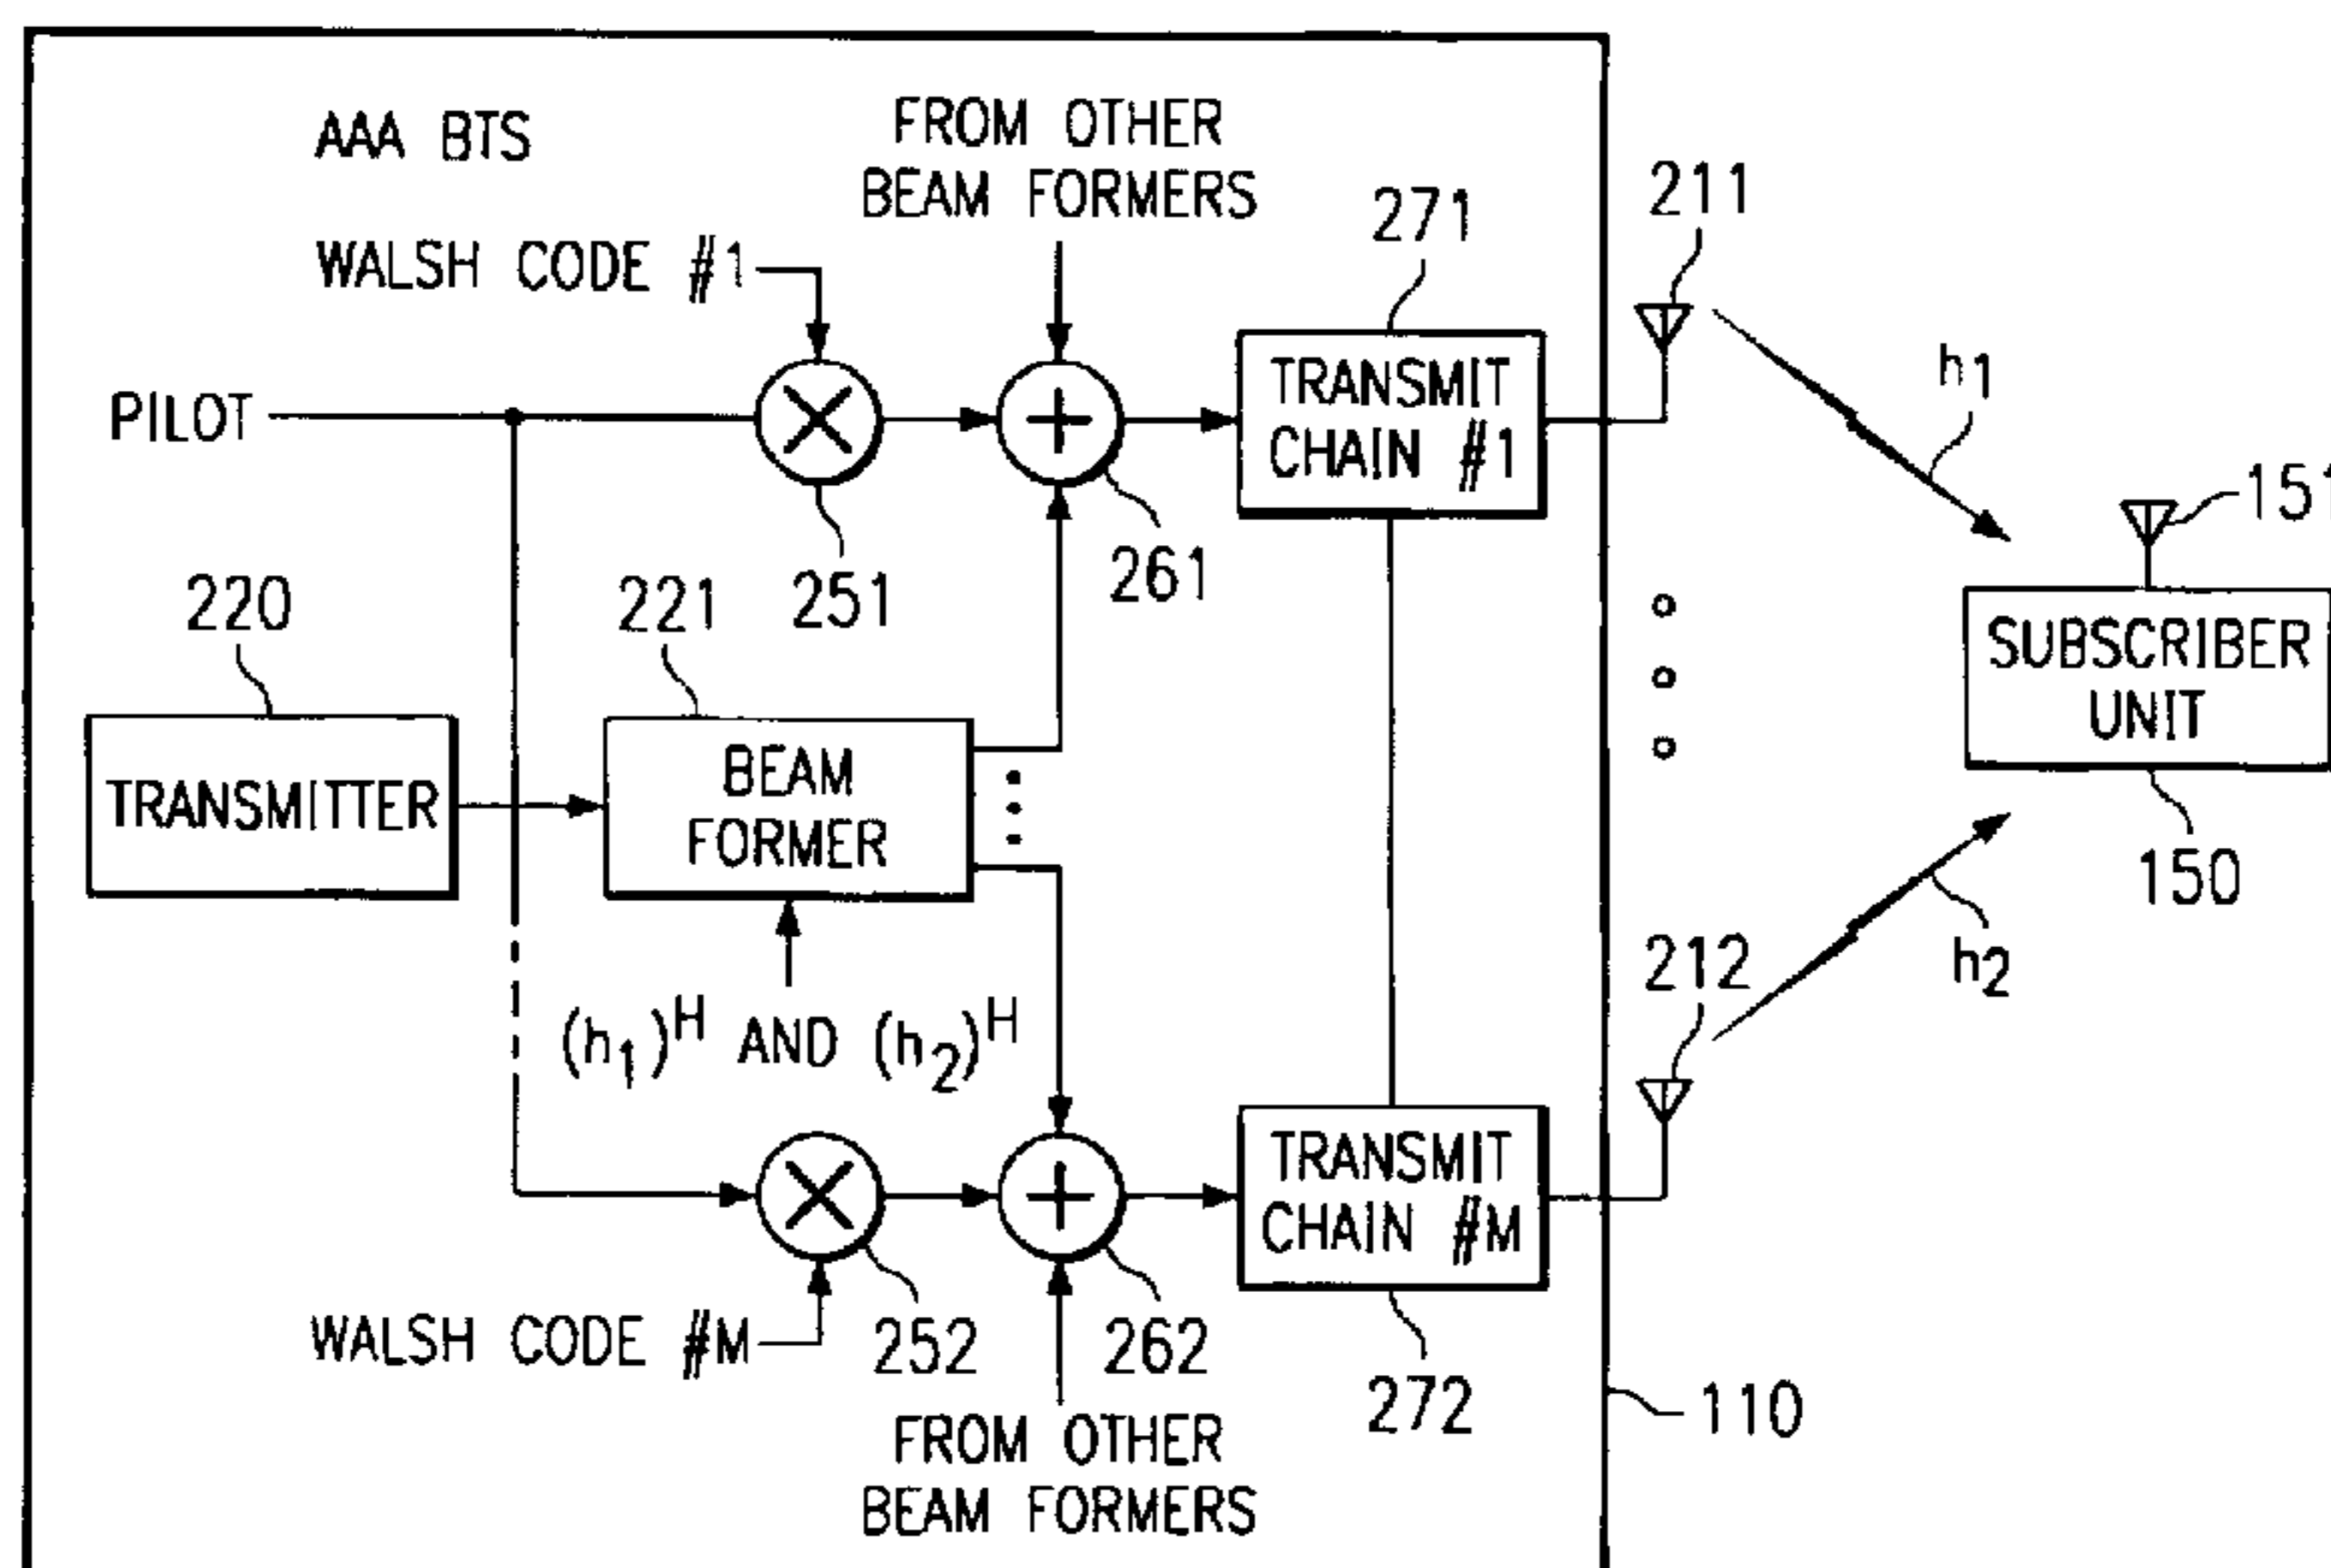 AAA BTS
FROM OTHER
BEAM FORMERS
WALSH CODE #1
271
211
h1
PILOT
TRANSMIT
CHAIN #1
151
251
261
220
221
SUBSCRIBER
UNIT
TRANSMITTER
BEAM
FORMER
150
212
h2
(h1)H AND (h2)H
TRANSMIT
CHAIN #M
WALSH CODE #M
252
262
272
110
FROM OTHER
BEAM FORMERS